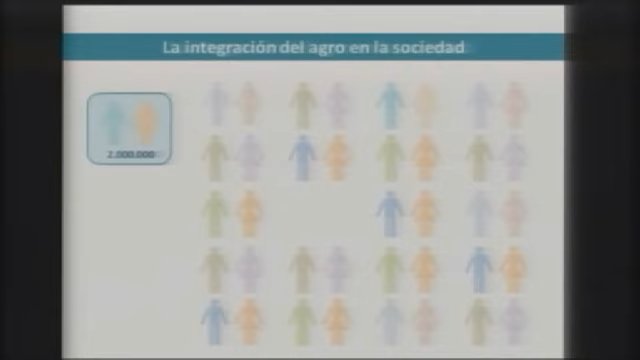 La integración del agro en la sociedad
2.000.000